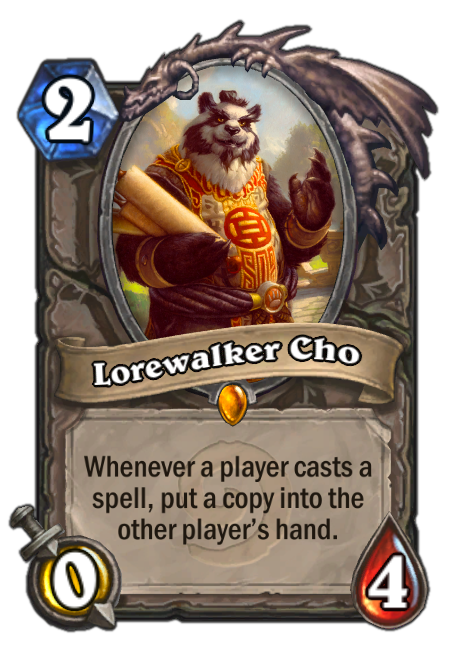 2
Lorewalker Cho
Whenever a player casts a
spell, put a copy into the
other player's hand.
0
4